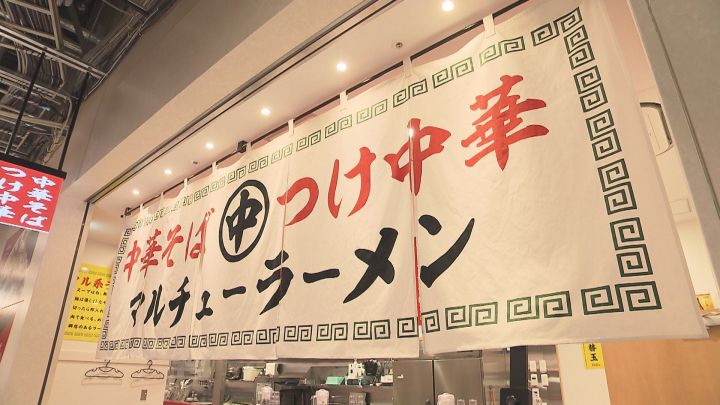 中華そば 中 つけ中華
マルチューラーメン
中華そば
つけ中華
替玉